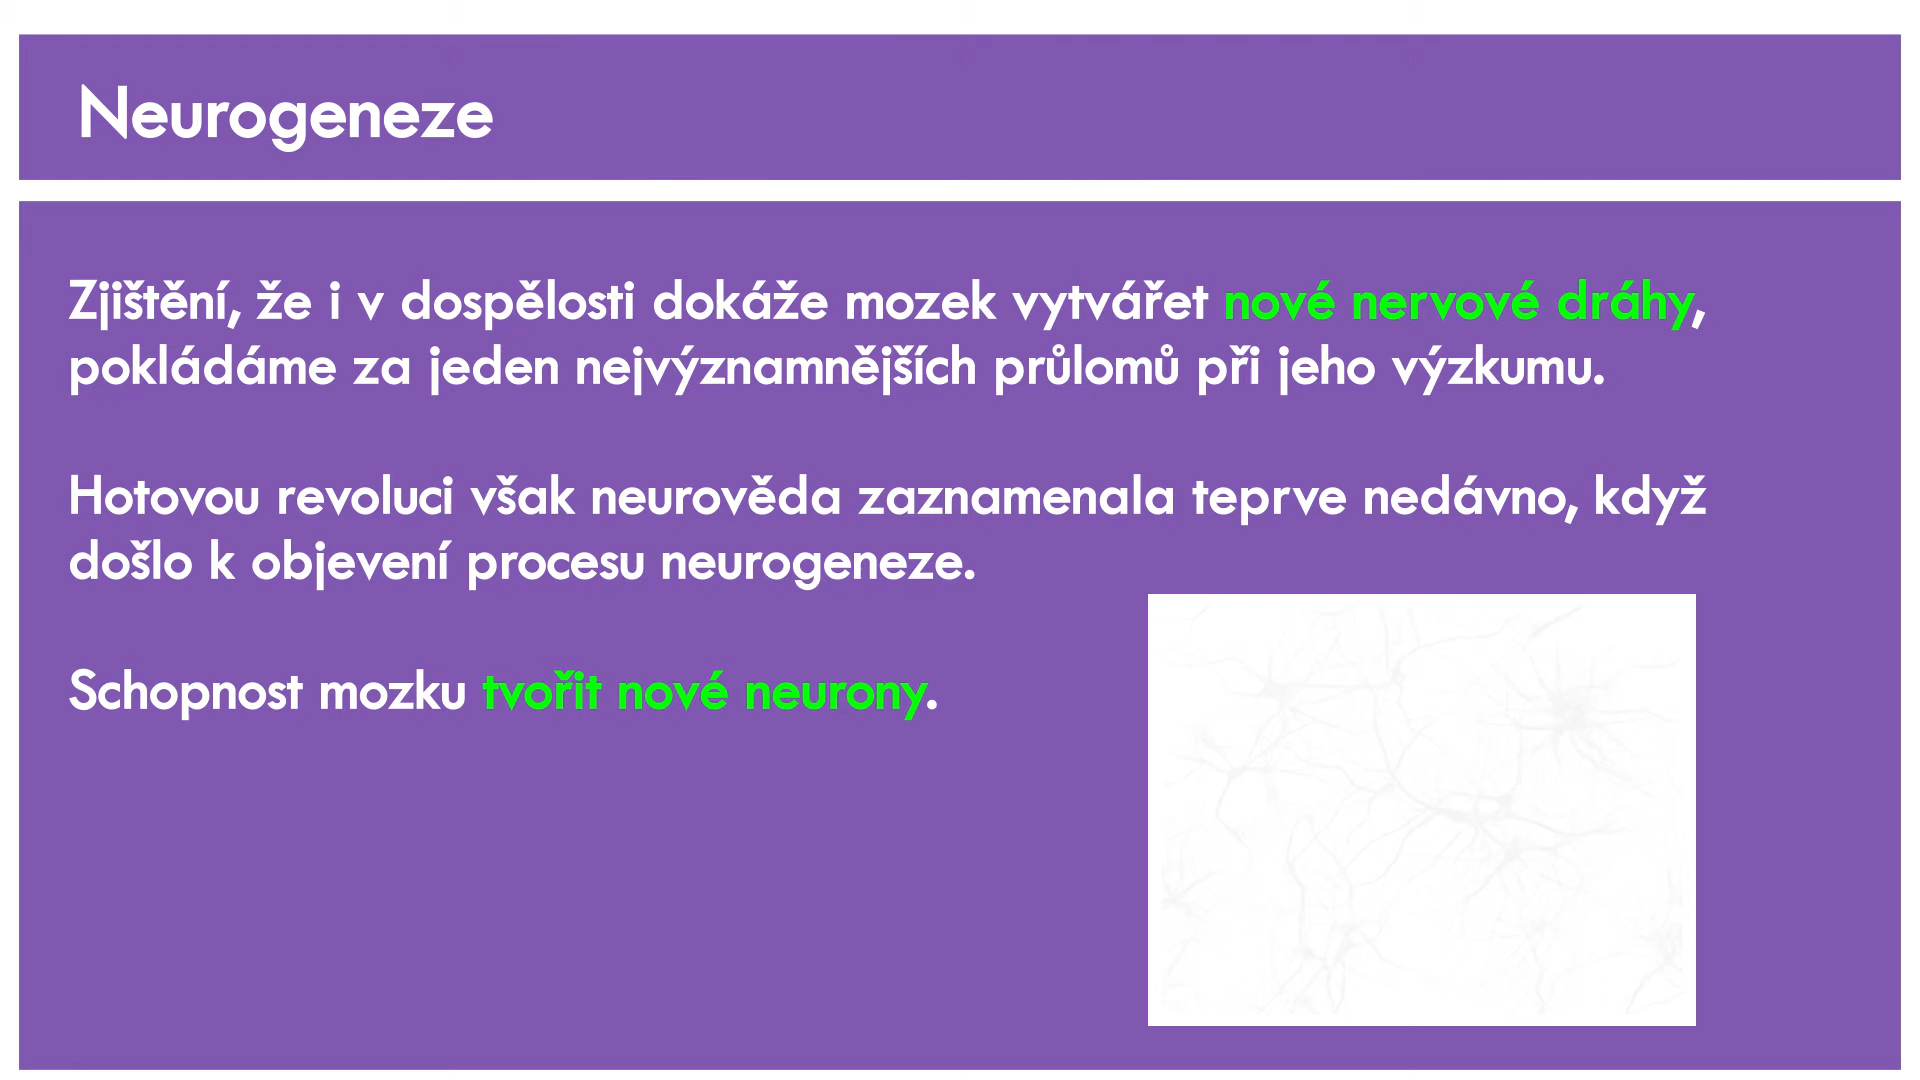 Neurogeneze
Zjištění, že i v dospělosti dokáže mozek vytvářet nové nervové dráhy,
pokládáme za jeden nejvýznamnějších průlomů při jeho výzkumu.
Hotovou revoluci však neurověda zaznamenala teprve nedávno, když
došlo k objevení procesu neurogeneze.
Schopnost mozku tvořit nové neurony.